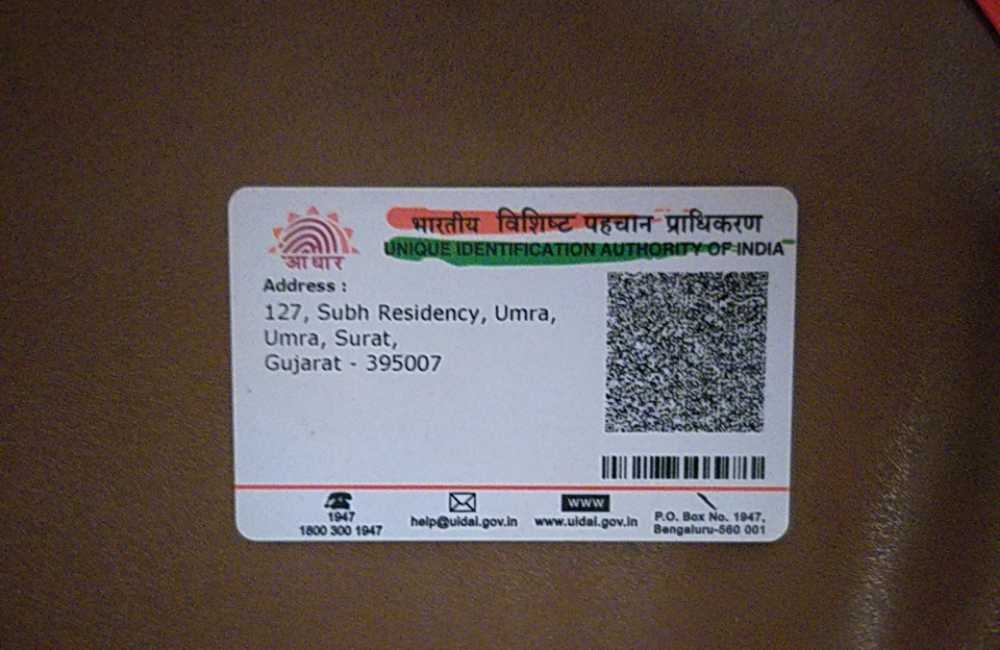 भारतीय विशिष्ट पहचान प्राधिकरण
UNIQUE IDENTIFICATION AUTHORITY OF INDIA
आधार
Address :
127, Subh Residency, Umra,
Umra, Surat,
Gujarat - 395007
1947
1800 300 1947
help@uidai.gov.in
www
www.uidai.gov.in
P.O. Box No. 1947,
Bengaluru-560 001